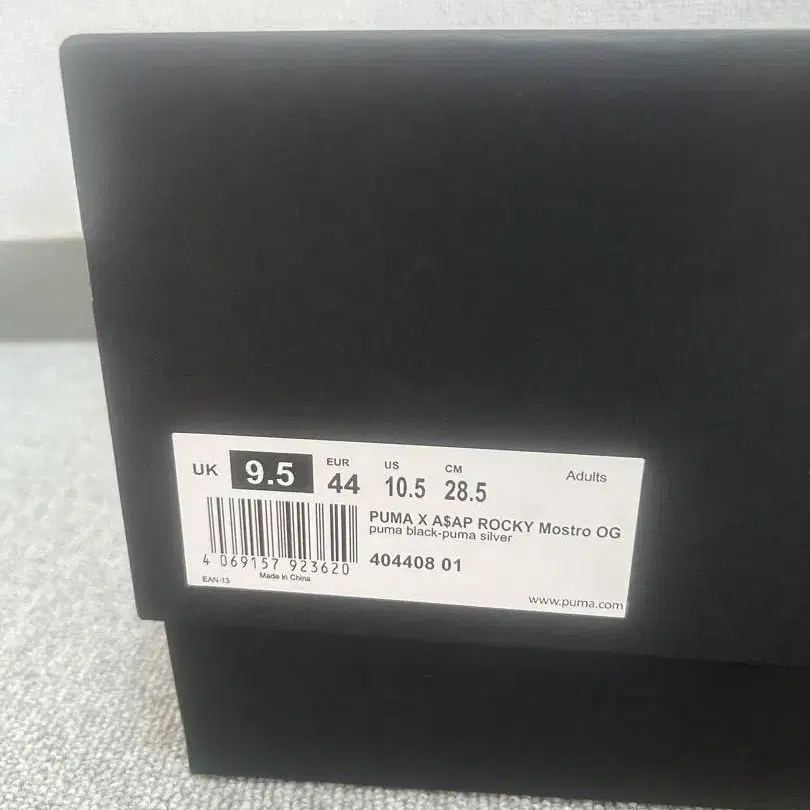 UK 9.5 EUR 44 US 10.5 CM 28.5 Adults
PUMA X A$AP ROCKY Mostro OG
puma black-puma silver
404408 01
4 069157 923620
EAN-13 Made in China
www.puma.com